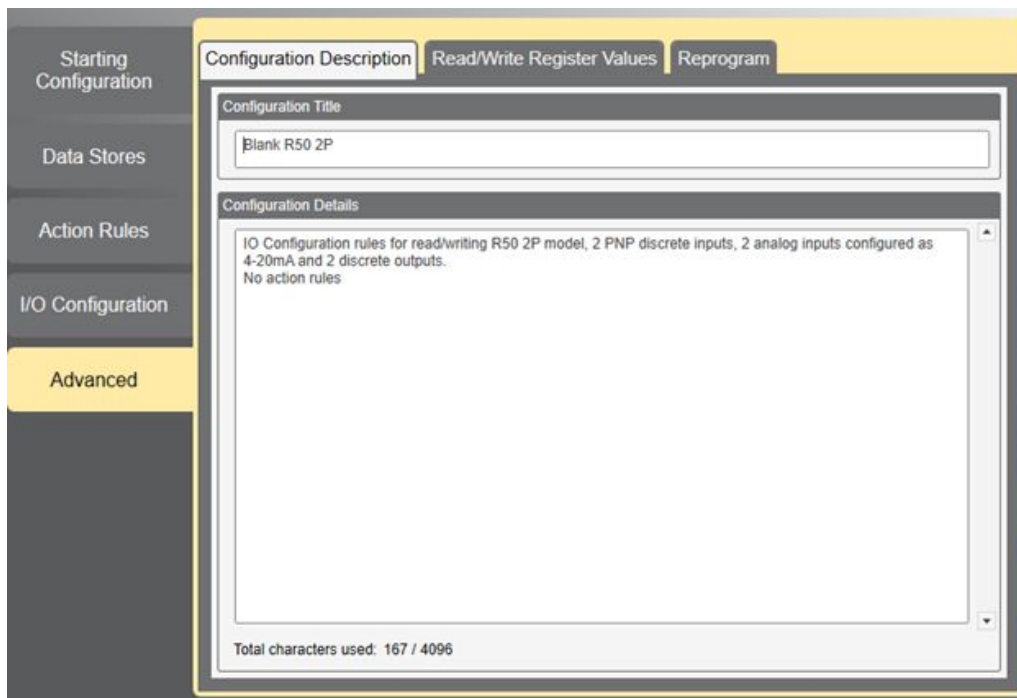 Starting
Configuration
Data Stores
Action Rules
I/O Configuration
Advanced
Configuration Description
Read/Write Register Values
Reprogram
Configuration Title
Blank R50 2P
Configuration Details
IO Configuration rules for read/writing R50 2P model, 2 PNP discrete inputs, 2 analog inputs configured as
4-20mA and 2 discrete outputs.
No action rules
Total characters used: 167 / 4096